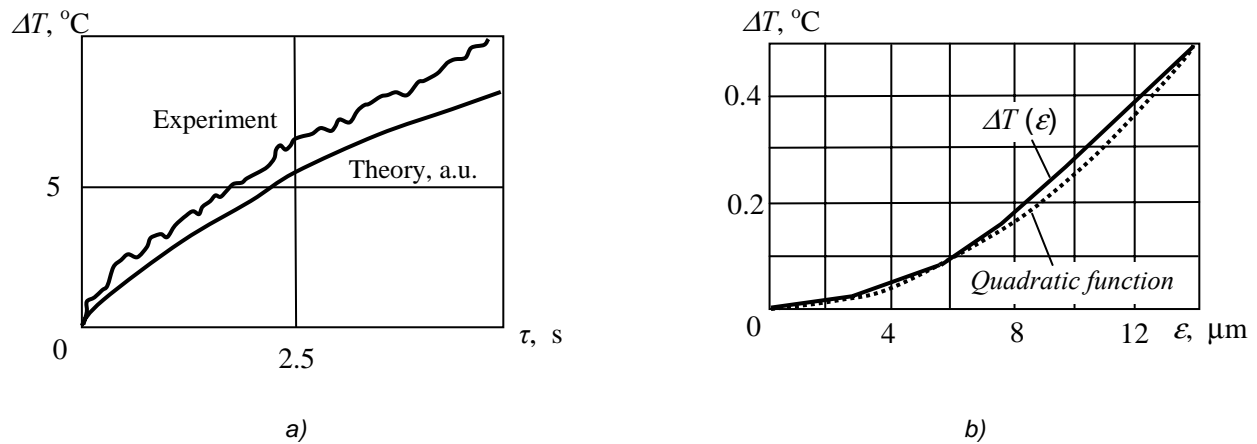 ΔT, °C
Experiment
Theory, a.u.
5
0
2.5
τ, s
a)
ΔT, °C
0.4
ΔT (ε)
0.2
Quadratic function
0
4
8
12
ε, μm
b)